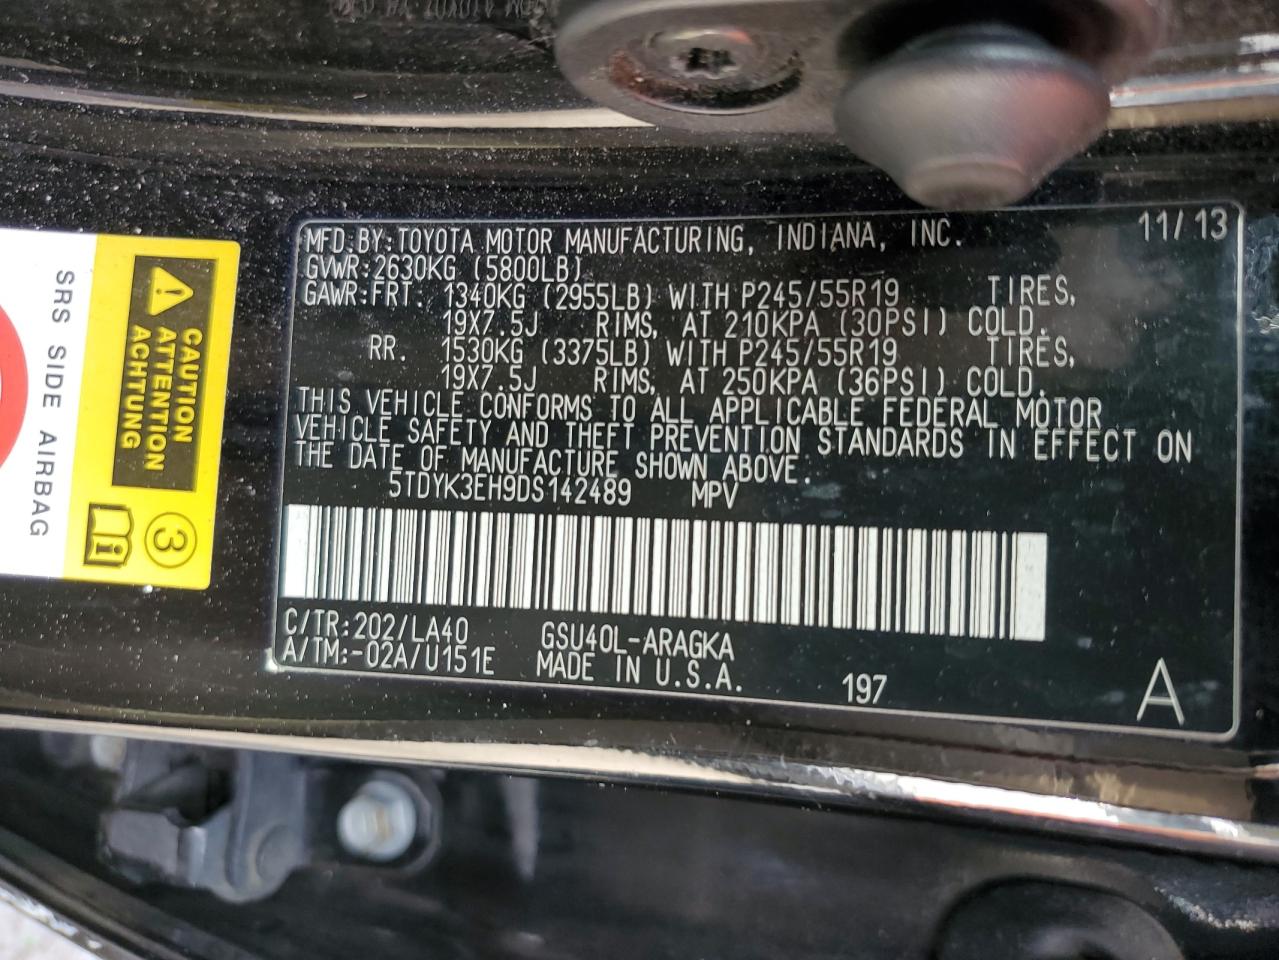 MFD.BY:TOYOTA MOTOR MANUFACTURING, INDIANA, INC. 11/13
GVWR:2630KG (5800LB)
GAWR:FRT. 1340KG (2955LB) WITH P245/55R19 TIRES,
19X7.5J RIMS, AT 210KPA (30PSI) COLD.
RR. 1530KG (3375LB) WITH P245/55R19 TIRES,
19X7.5J RIMS, AT 250KPA (36PSI) COLD.
THIS VEHICLE CONFORMS TO ALL APPLICABLE FEDERAL MOTOR
VEHICLE SAFETY AND THEFT PREVENTION STANDARDS IN EFFECT ON
THE DATE OF MANUFACTURE SHOWN ABOVE.
5TDYK3EH9DS142489 MPV
C/TR:202/LA40 GSU40L-ARAGKA
A/TM:-02A/U151E MADE IN U.S.A. 197 A
CAUTION
ATTENTION
ACHTUNG
3
SRS SIDE AIRBAG